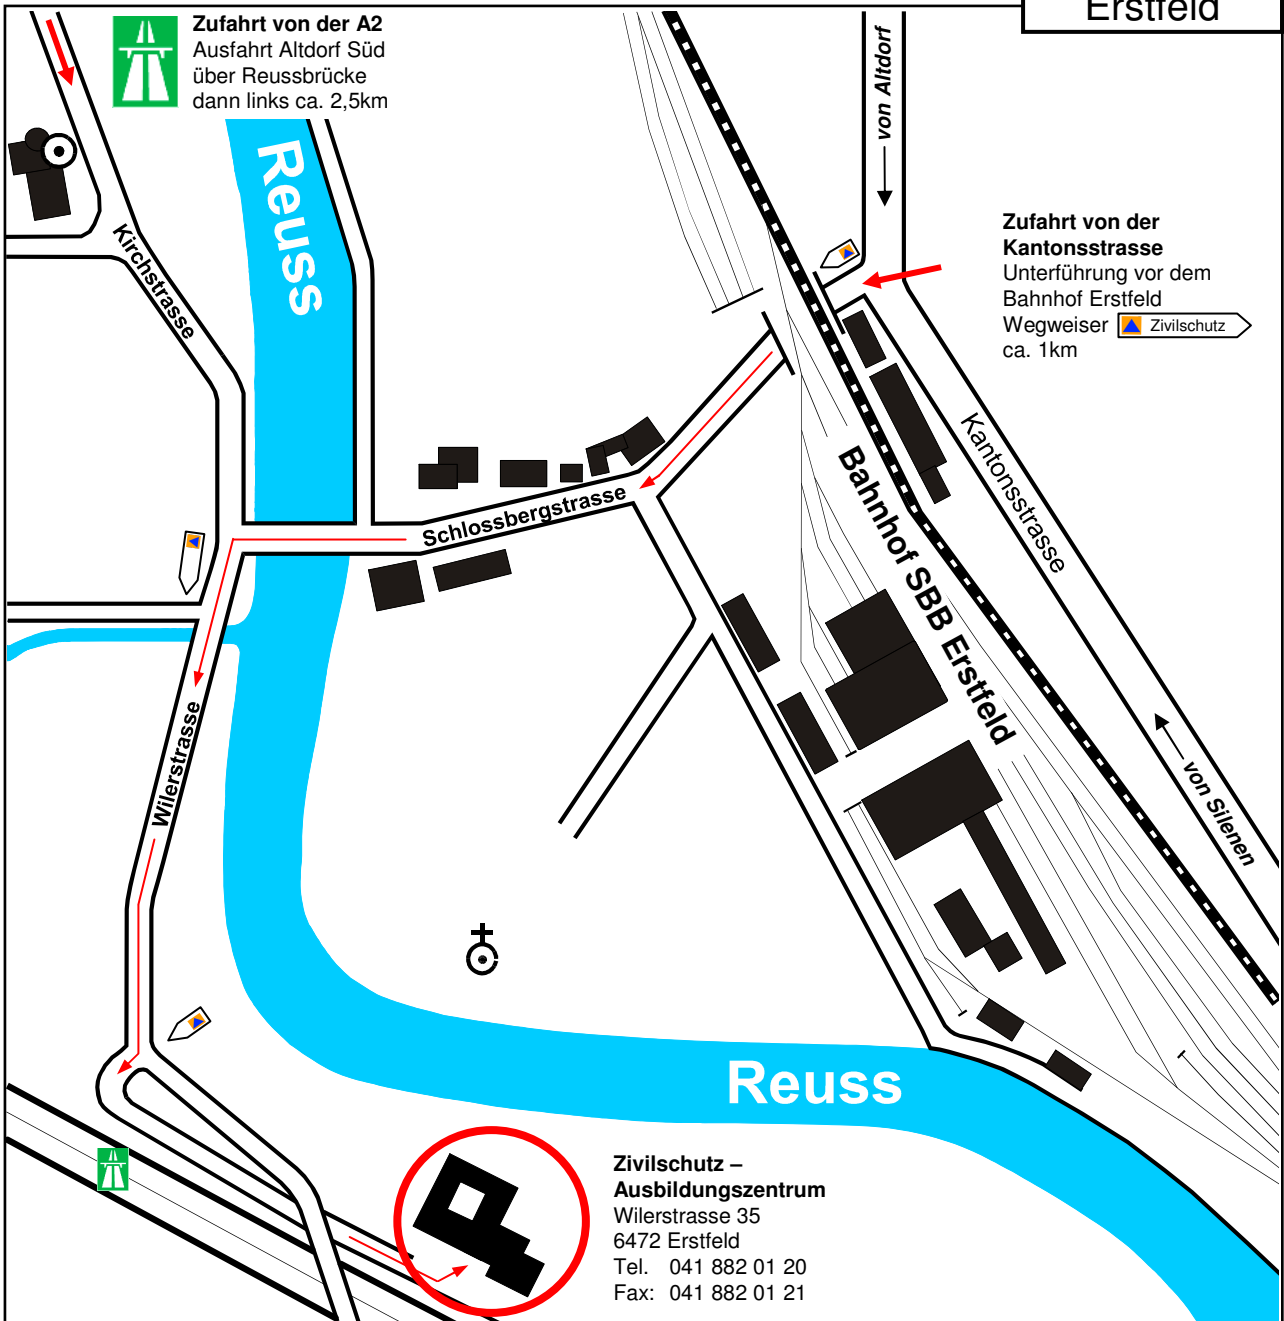 Erstfeld
Zufahrt von der A2
Ausfahrt Altdorf Süd
über Reussbrücke
dann links ca. 2,5km
von Altdorf
Reuss
Kirchstrasse
Zufahrt von der
Kantonsstrasse
Unterführung vor dem
Bahnhof Erstfeld
Wegweiser Zivilschutz
ca. 1km
Kantonsstrasse
Schlossbergstrasse
Bahnhof SBB Erstfeld
Wilerstrasse
von Silenen
Reuss
Zivilschutz –
Ausbildungszentrum
Wilerstrasse 35
6472 Erstfeld
Tel. 041 882 01 20
Fax: 041 882 01 21